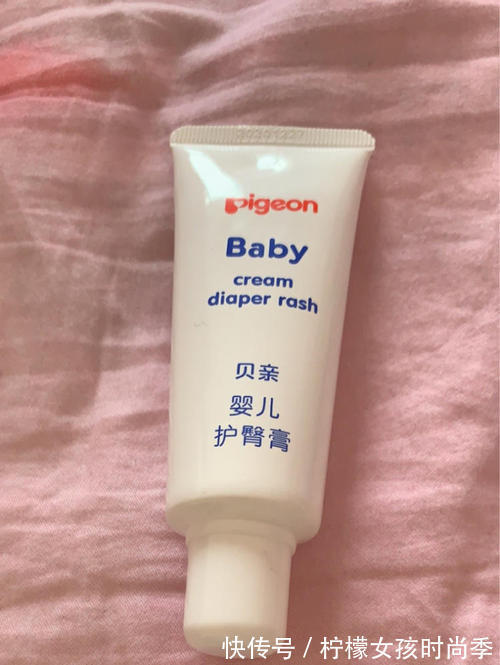 20201227
Pigeon
Baby
cream
diaper rash
贝亲
婴儿
护臀膏
快传号 / 柠檬女孩时尚季